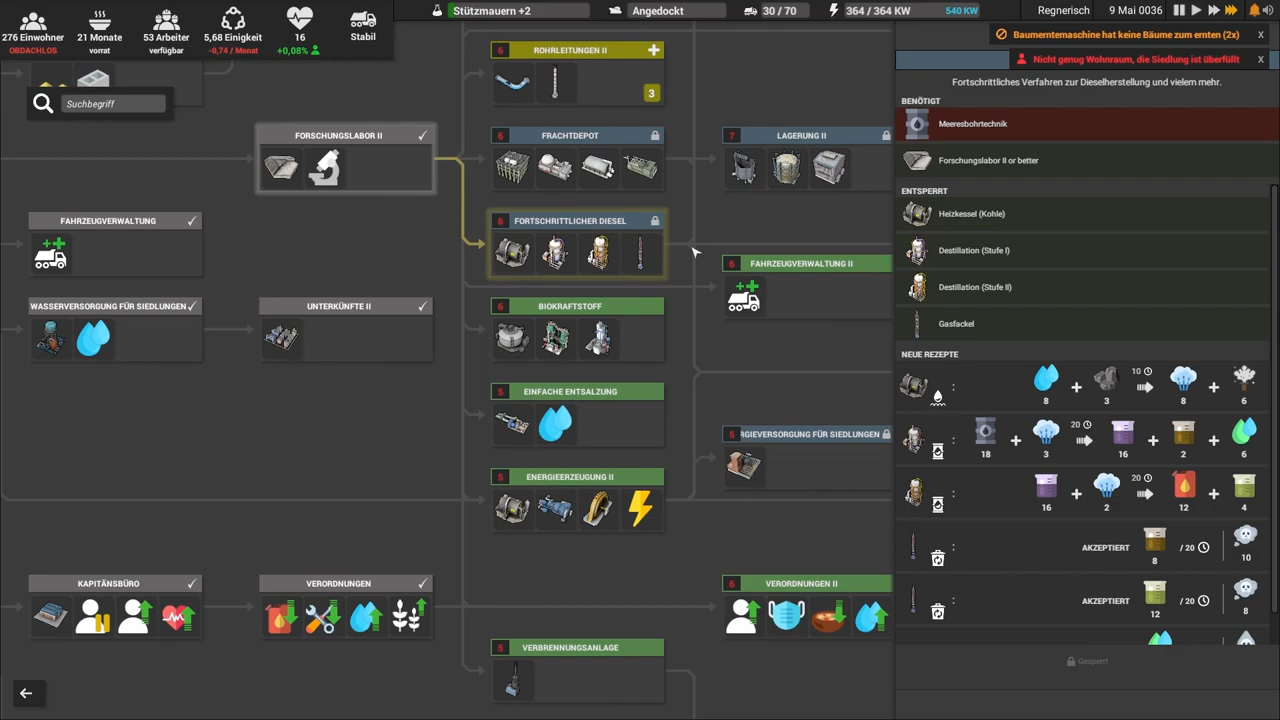 Stützmauern +2
Angedockt
30 / 70
364 / 364 KW
540 KW
Regnerisch
9 Mai 0036
276 Einwohner
OBDACHLOS
21 Monate
vorrat
53 Arbeiter
verfügbar
5,68 Einigkeit
-0,74 / Monat
16
+0,08%
Stabil
Baumerntemaschine hat keine Bäume zum ernten (2x)
X
Nicht genug Wohnraum, die Siedlung ist überfüllt
X
Suchbegriff
6 ROHRLEITUNGEN II
3
FORSCHUNGSLABOR II
6 FRACHTDEPOT
7 LAGERUNG II
FAHRZEUGVERWALTUNG
6 FORTSCHRITTLICHER DIESEL
6 FAHRZEUGVERWALTUNG II
WASSERVERSORGUNG FÜR SIEDLUNGEN
UNTERKÜNFTE II
6 BIOKRAFTSTOFF
5 EINFACHE ENTSALZUNG
5 RGIEVERSORGUNG FÜR SIEDLUNGEN
5 ENERGIEERZEUGUNG II
KAPITÄNSBÜRO
VERORDNUNGEN
6 VERORDNUNGEN II
5 VERBRENNUNGSANLAGE
Fortschrittliches Verfahren zur Dieselherstellung und vielem mehr.
BENÖTIGT
Meeresbohrtechnik
Forschungslabor II or better
ENTSPERRT
Heizkessel (Kohle)
Destillation (Stufe I)
Destillation (Stufe II)
Gasfackel
NEUE REZEPTE
: 8 + 3 10 8 + 6
: 18 + 3 20 16 + 2 + 6
: 16 + 2 20 12 + 4
: AKZEPTIERT 8 / 20 10
: AKZEPTIERT 12 / 20 8
Gesperrt